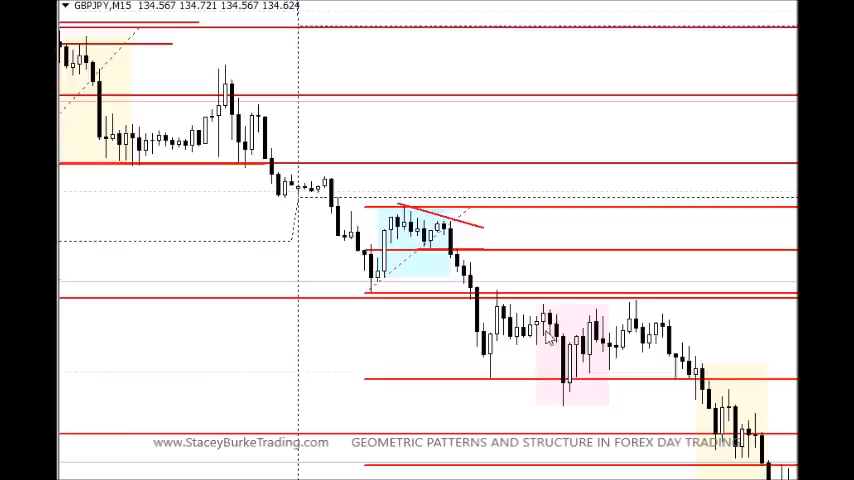 GBPJPY,M15 134.567 134.721 134.567 134.624
www.StaceyBurkeTrading.com GEOMETRIC PATTERNS AND STRUCTURE IN FOREX DAY TRADING